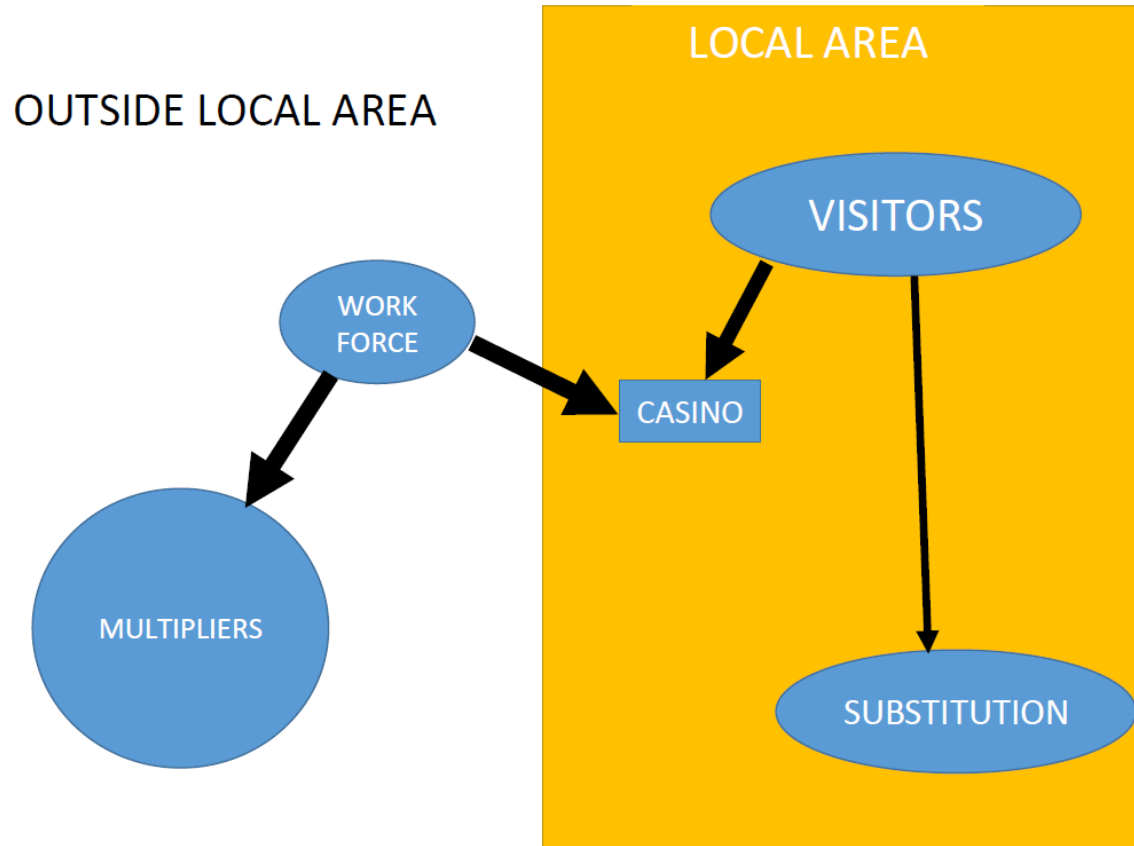 LOCAL AREA
OUTSIDE LOCAL AREA
VISITORS
WORK
FORCE
CASINO
MULTIPLIERS
SUBSTITUTION